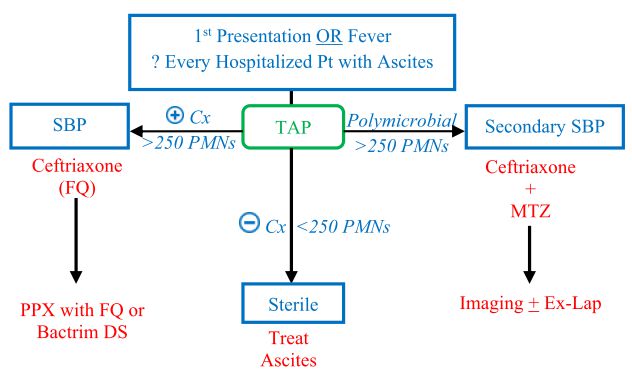 1st Presentation OR Fever
? Every Hospitalized Pt with Ascites
SBP
⊕ Cx
>250 PMNs
TAP
Polymicrobial
>250 PMNs
Secondary SBP
Ceftriaxone
(FQ)
Ceftriaxone
+
MTZ
⊖ Cx <250 PMNs
PPX with FQ or
Bactrim DS
Sterile
Treat
Ascites
Imaging ± Ex-Lap